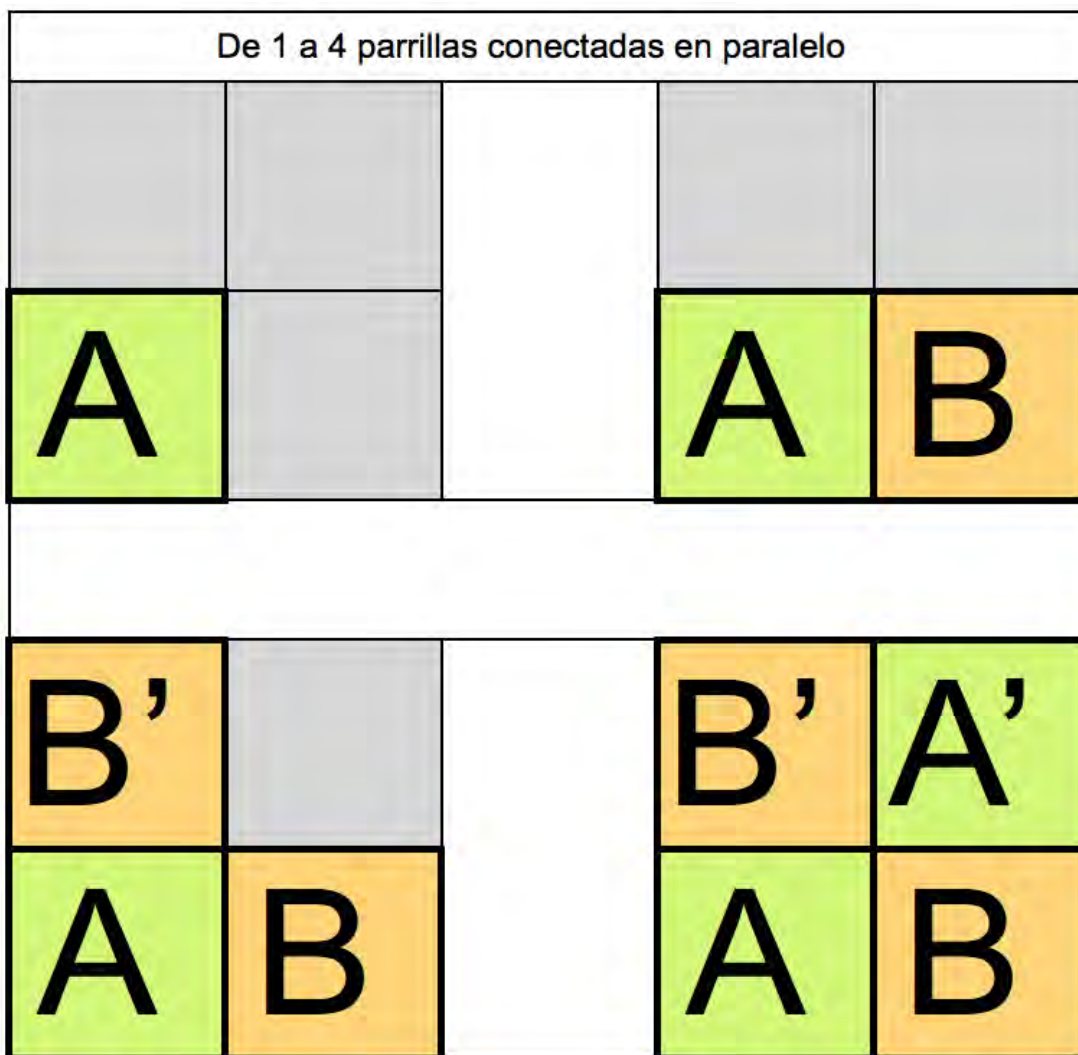 De 1 a 4 parrillas conectadas en paralelo
A A B
B’ B’ A’
A B A B